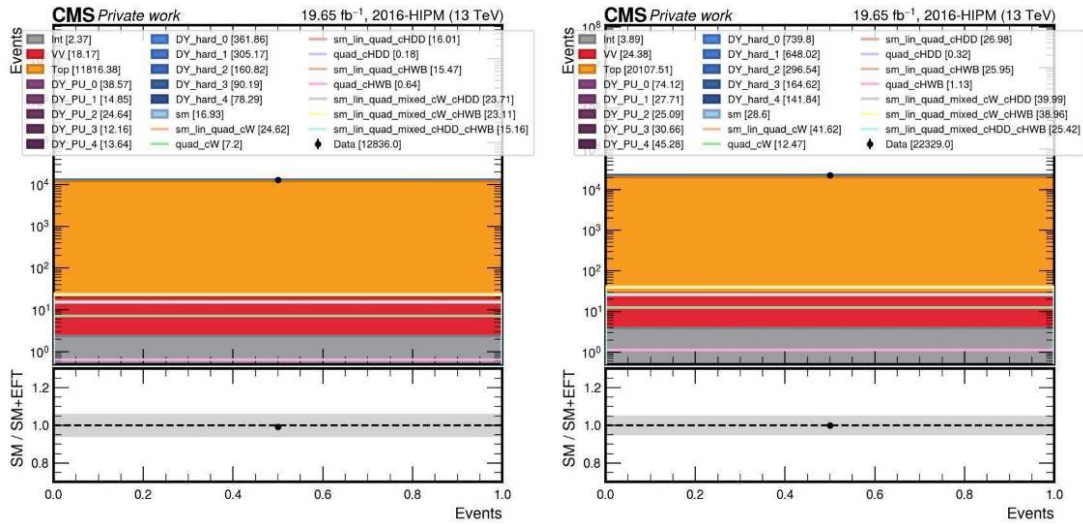 CMS Private work 19.65 fb⁻¹, 2016-HIPM (13 TeV)
Events
Int [2.37] DY_hard_0 [361.86] sm_lin_quad_cHDD [16.01]
VV [18.17] DY_hard_1 [305.17] quad_cHDD [0.18]
Top [11816.38] DY_hard_2 [160.82] sm_lin_quad_cHWB [15.47]
DY_PU_0 [38.57] DY_hard_3 [90.19] quad_cHWB [0.64]
DY_PU_1 [14.85] DY_hard_4 [78.29] sm_lin_quad_mixed_cW_cHDD [23.71]
DY_PU_2 [24.64] sm [16.93] sm_lin_quad_mixed_cW_cHWB [23.11]
DY_PU_3 [12.16] sm_lin_quad_cW [24.62] sm_lin_quad_mixed_cHDD_cHWB [15.16]
DY_PU_4 [13.64] quad_cW [7.2] Data [12836.0]
10⁴
10³
10²
10¹
10⁰
SM / SM+EFT
1.2
1.0
0.8
0.0 0.2 0.4 0.6 0.8 1.0
Events
CMS Private work 19.65 fb⁻¹, 2016-HIPM (13 TeV)
10⁸
Events
Int [3.89] DY_hard_0 [739.8] sm_lin_quad_cHDD [26.98]
VV [24.38] DY_hard_1 [648.02] quad_cHDD [0.32]
Top [20107.51] DY_hard_2 [296.54] sm_lin_quad_cHWB [25.95]
DY_PU_0 [74.12] DY_hard_3 [164.62] quad_cHWB [1.13]
DY_PU_1 [27.71] DY_hard_4 [141.84] sm_lin_quad_mixed_cW_cHDD [39.99]
DY_PU_2 [25.09] sm [28.6] sm_lin_quad_mixed_cW_cHWB [38.96]
DY_PU_3 [30.66] sm_lin_quad_cW [41.62] sm_lin_quad_mixed_cHDD_cHWB [25.42]
DY_PU_4 [45.28] quad_cW [12.47] Data [22329.0]
10⁴
10³
10²
10¹
10⁰
SM / SM+EFT
1.2
1.0
0.8
0.0 0.2 0.4 0.6 0.8 1.0
Events